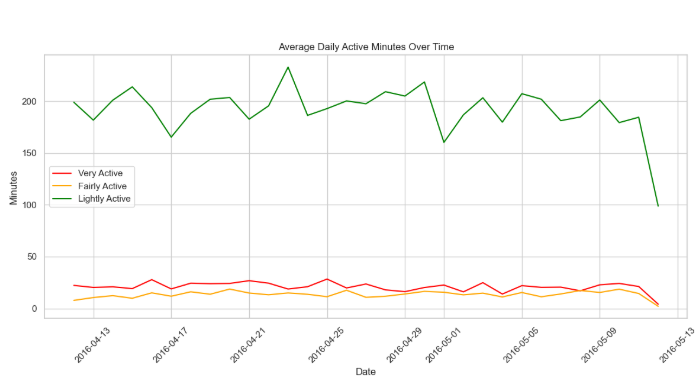 Average Daily Active Minutes Over Time
200
150
100
50
0
Minutes
Very Active
Fairly Active
Lightly Active
2016-04-13
2016-04-17
2016-04-21
2016-04-25
2016-04-29
2016-05-01
2016-05-05
2016-05-09
2016-05-13
Date